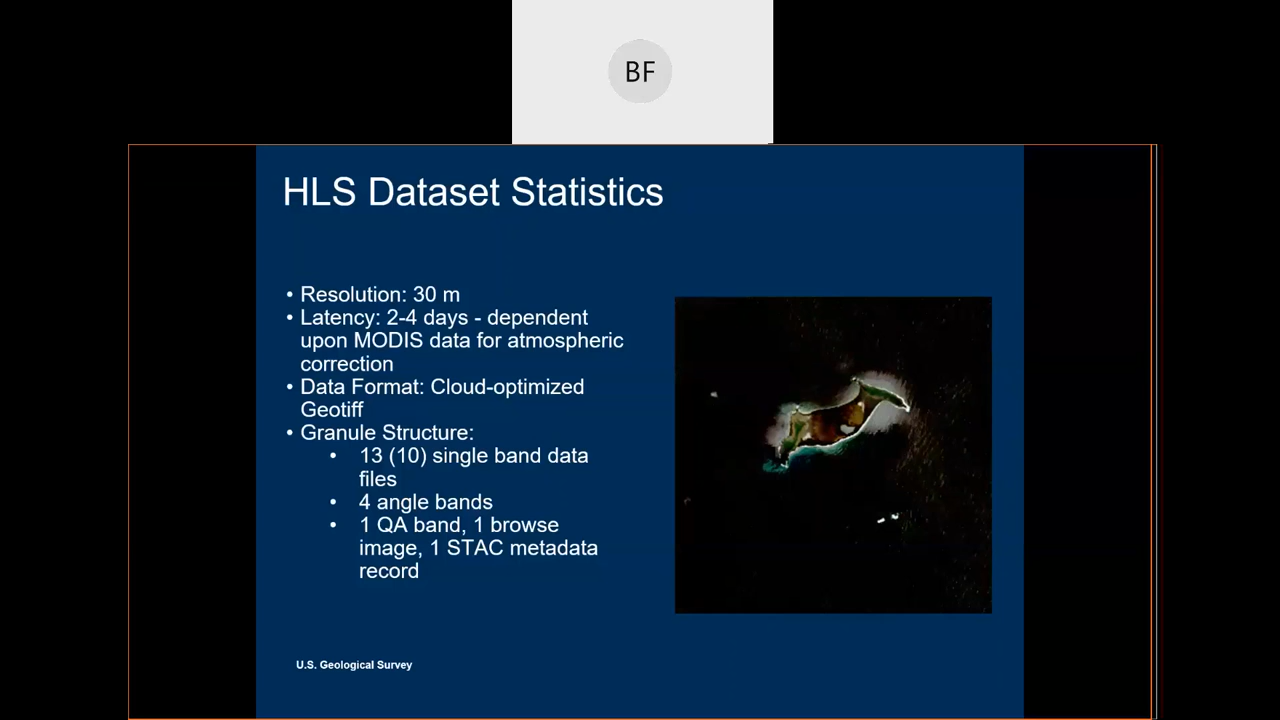 BF
HLS Dataset Statistics
• Resolution: 30 m
• Latency: 2-4 days - dependent
upon MODIS data for atmospheric
correction
• Data Format: Cloud-optimized
Geotiff
• Granule Structure:
• 13 (10) single band data
files
• 4 angle bands
• 1 QA band, 1 browse
image, 1 STAC metadata
record
U.S. Geological Survey